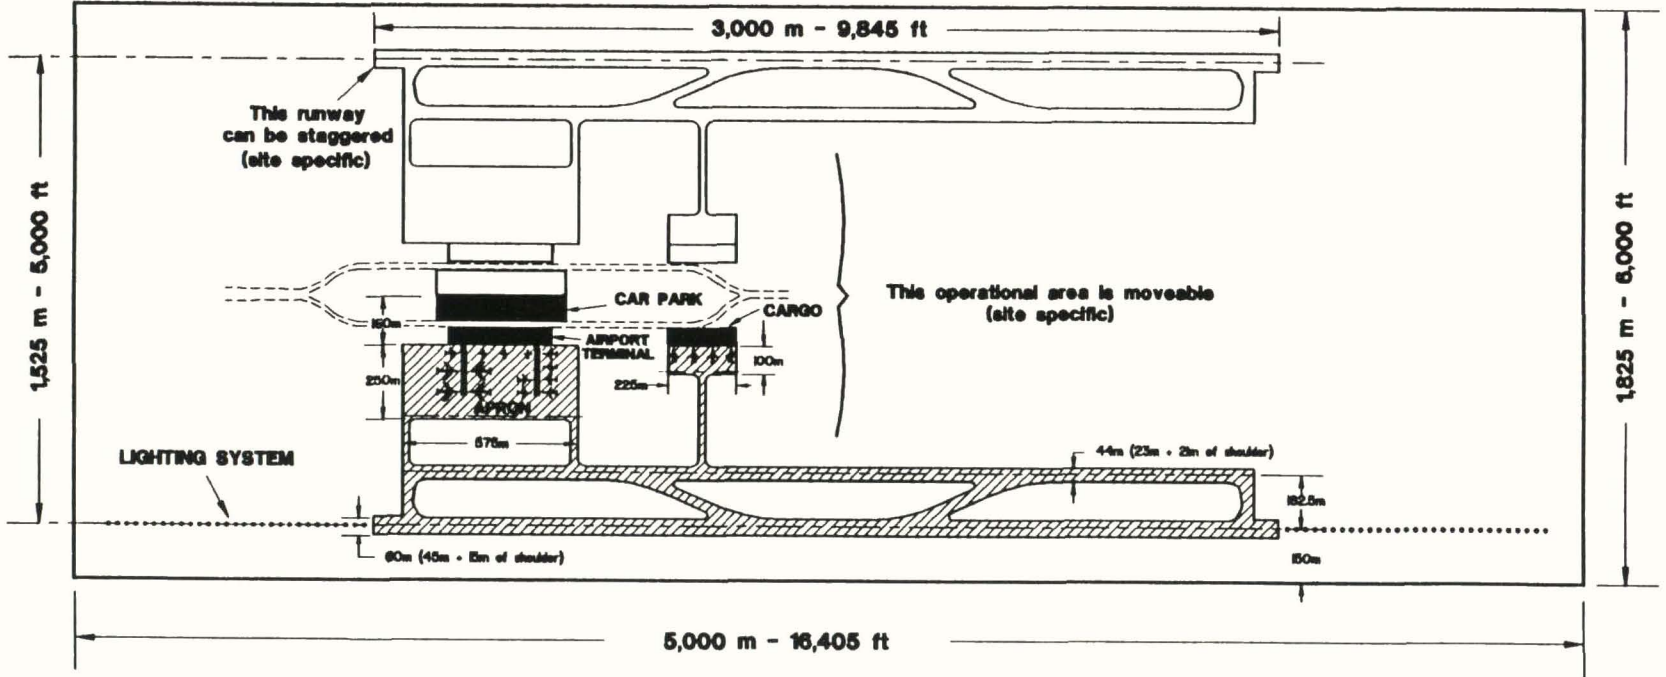 3,000 m - 9,845 ft
This runway
can be staggered
(site specific)
1,525 m - 5,000 ft
1,825 m - 6,000 ft
This operational area is moveable
(site specific)
CAR PARK
CARGO
150m
AIRPORT
TERMINAL
100m
250m
225m
APRON
575m
44m (23m + 21m of shoulder)
LIGHTING SYSTEM
182.5m
60m (45m + 15m of shoulder)
150m
5,000 m - 16,405 ft